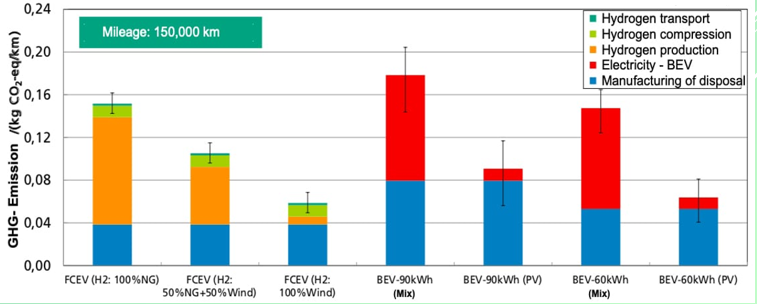 0,24
0,20
0,16
0,12
0,08
0,04
0,00
GHG- Emission /(kg CO₂-eq/km)
Mileage: 150,000 km
Hydrogen transport
Hydrogen compression
Hydrogen production
Electricity - BEV
Manufacturing of disposal
FCEV (H2: 100%NG)
FCEV (H2:
50%NG+50%Wind)
FCEV (H2:
100%Wind)
BEV-90kWh
(Mix)
BEV-90kWh (PV)
BEV-60kWh
(Mix)
BEV-60kWh (PV)